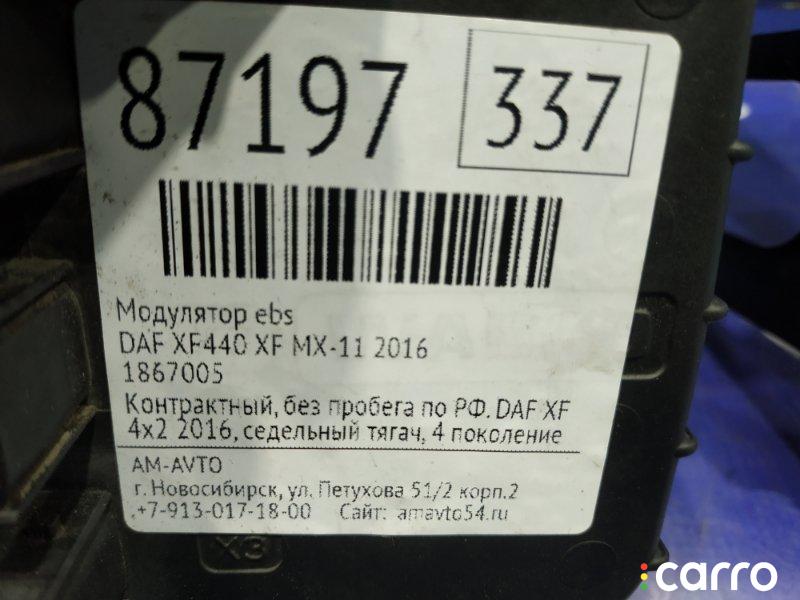 87197
337
Модулятор ebs
DAF XF440 XF MX-11 2016
1867005
Контрактный, без пробега по РФ. DAF XF
4x2 2016, седельный тягач, 4 поколение
AM-AVTO
г. Новосибирск, ул. Петухова 51/2 корп.2
+7-913-017-18-00 Сайт: amavto54.ru
X3
carro